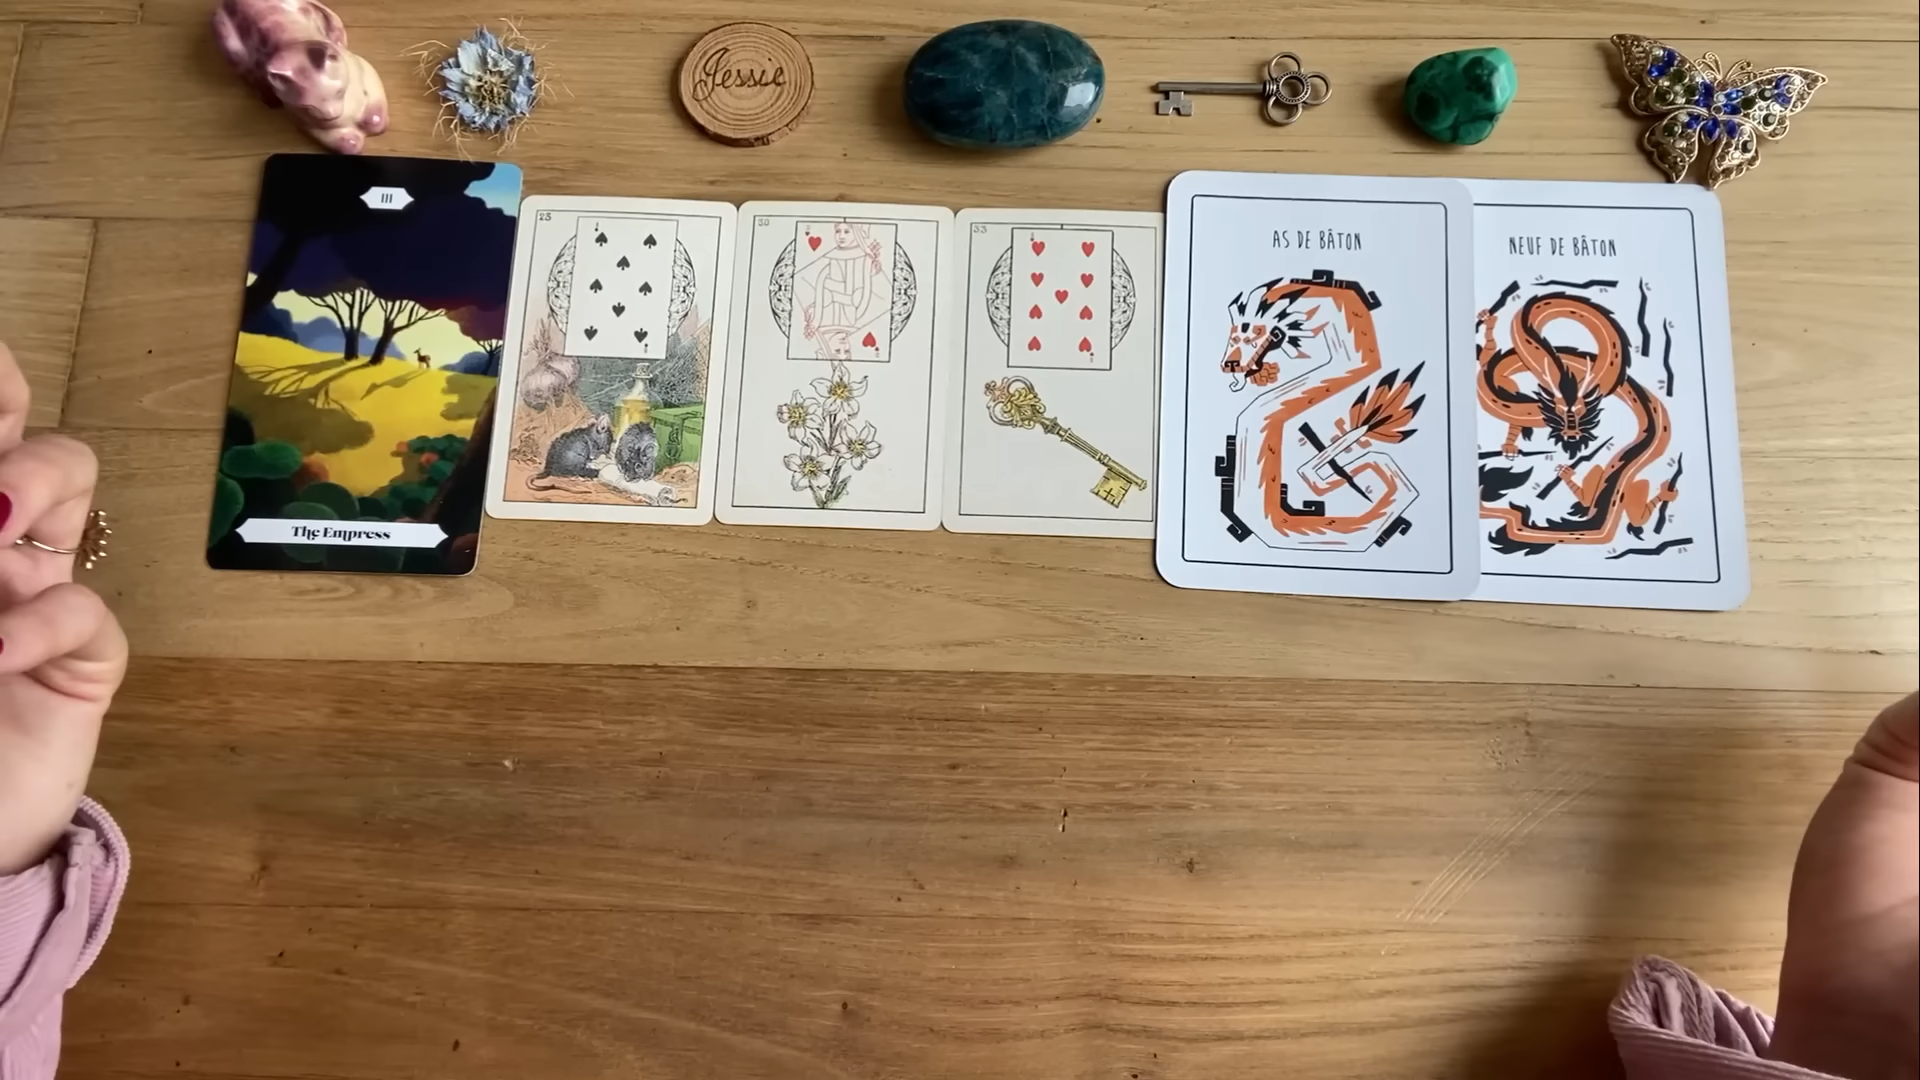 Jessie
III
The Empress
23
30
33
AS DE BÂTON
NEUF DE BÂTON